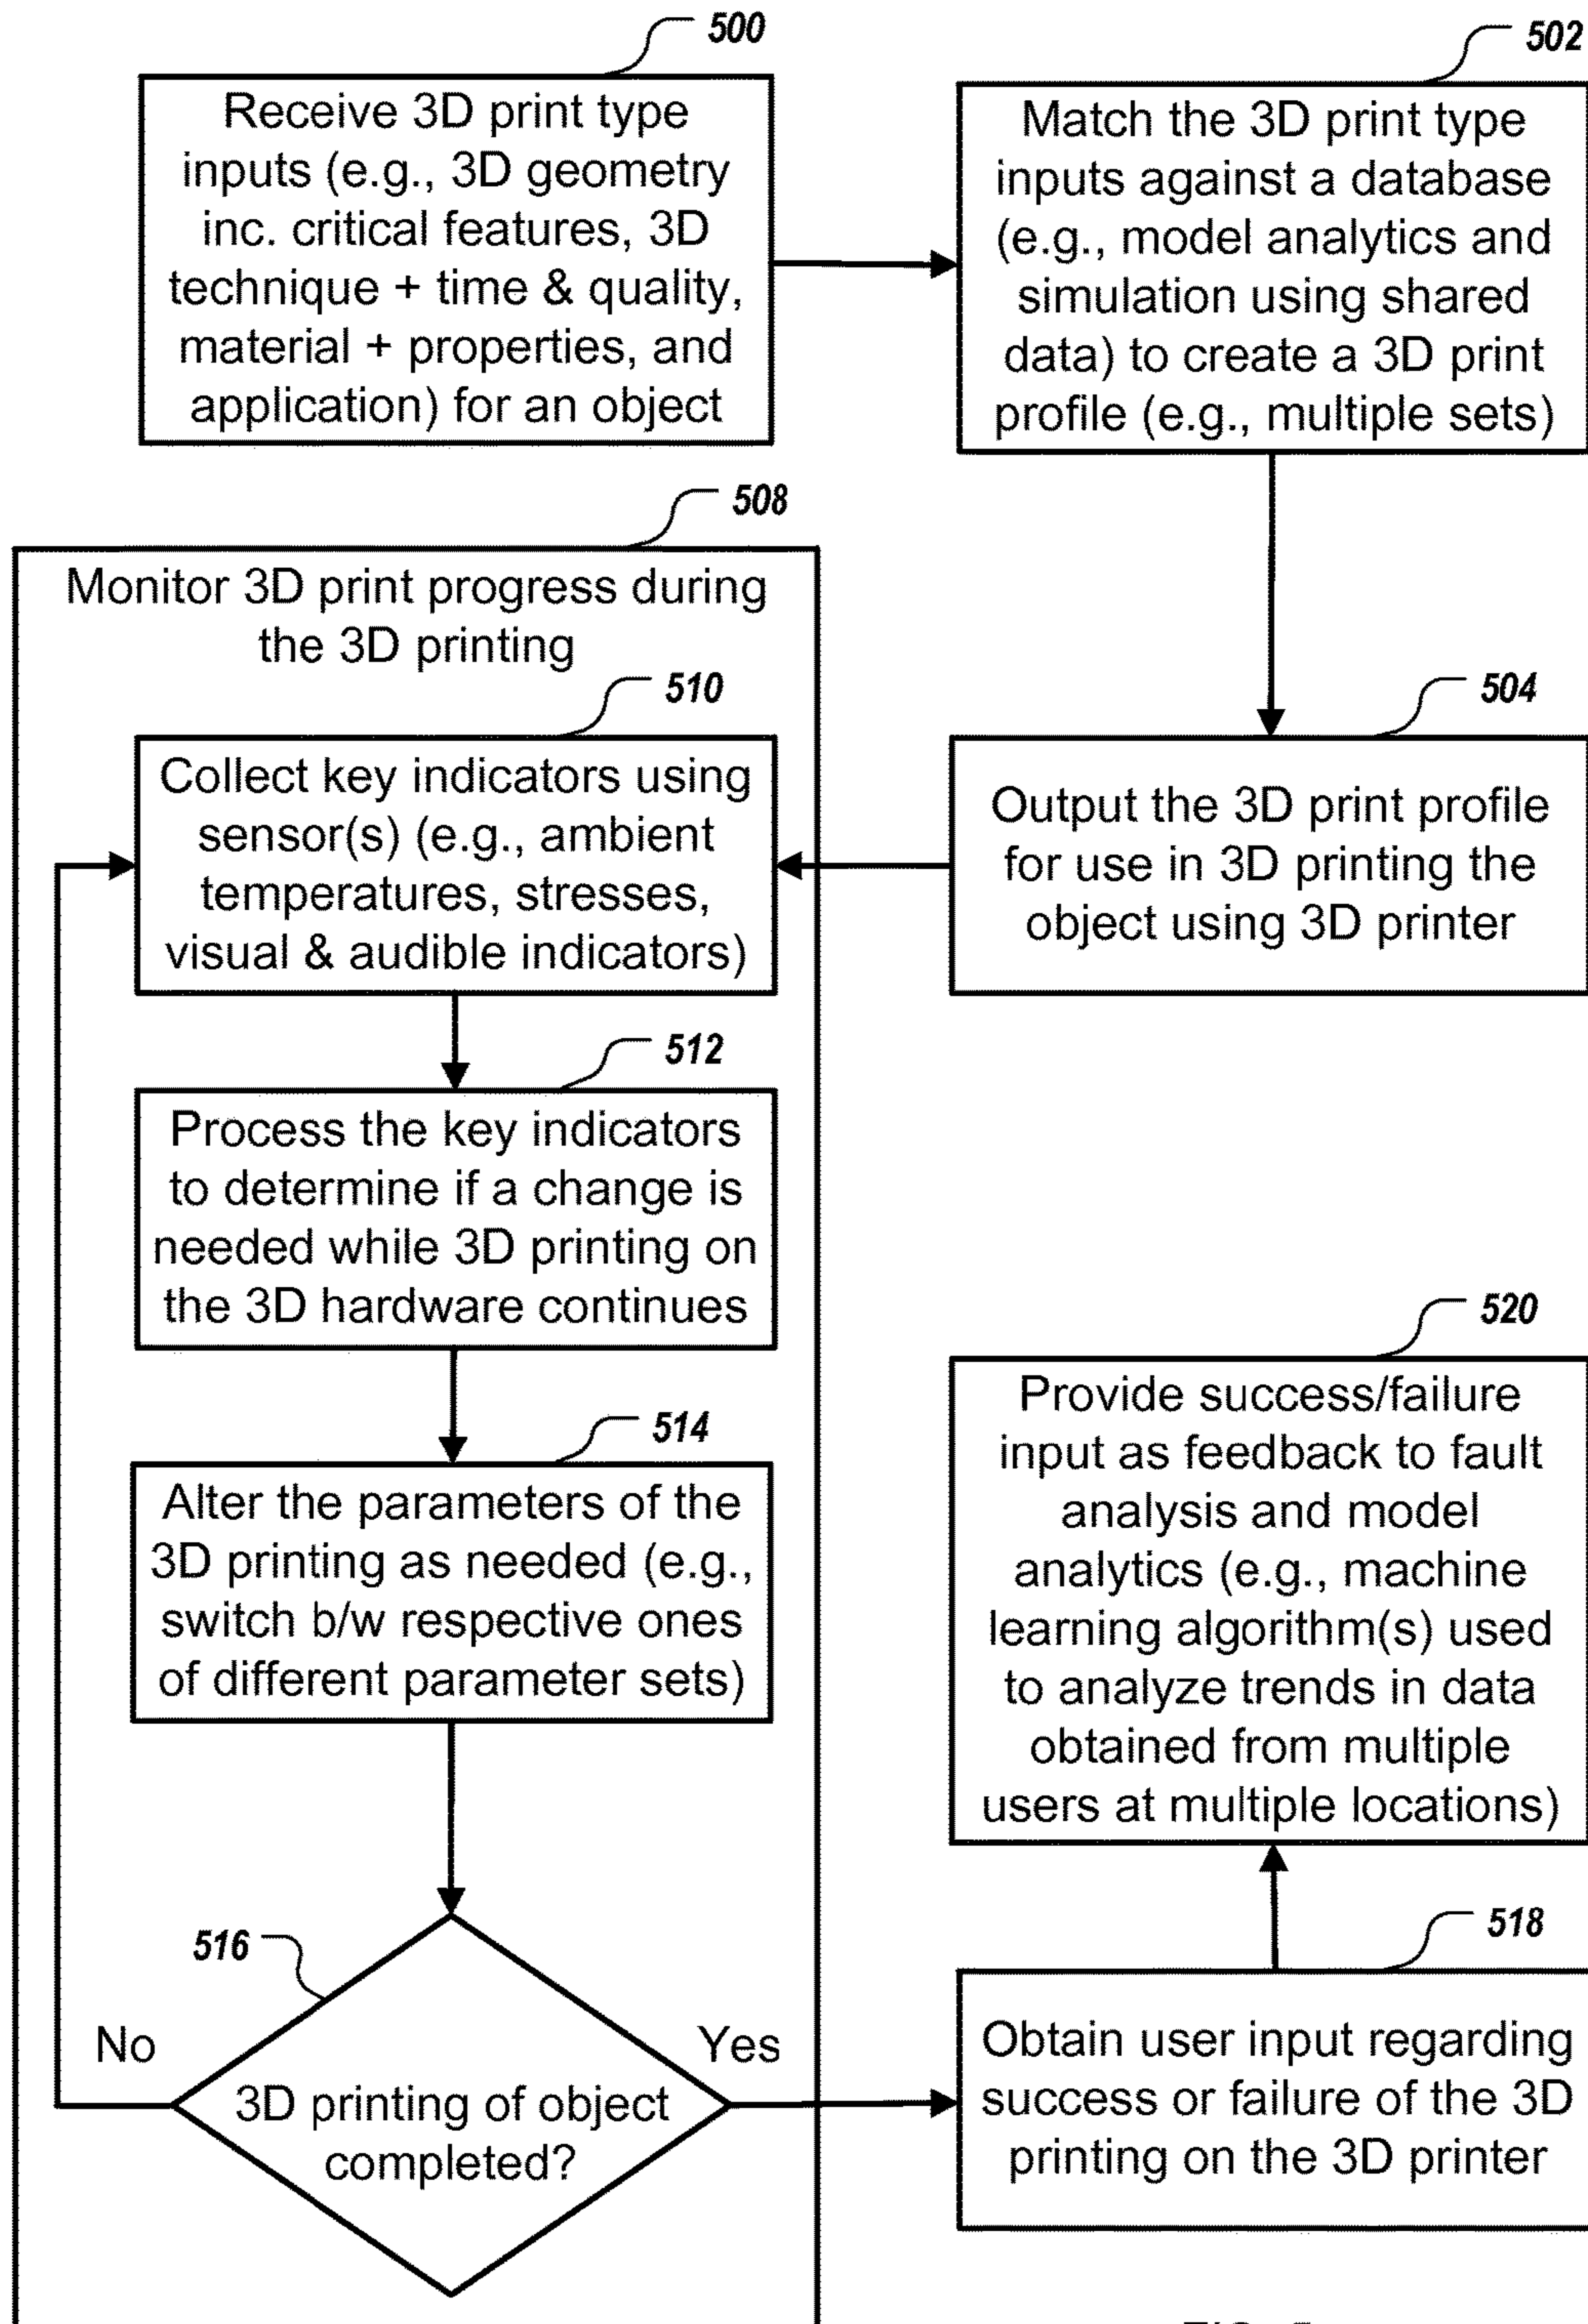 500
Receive 3D print type
inputs (e.g., 3D geometry
inc. critical features, 3D
technique + time & quality,
material + properties, and
application) for an object
502
Match the 3D print type
inputs against a database
(e.g., model analytics and
simulation using shared
data) to create a 3D print
profile (e.g., multiple sets)
504
Output the 3D print profile
for use in 3D printing the
object using 3D printer
508
Monitor 3D print progress during
the 3D printing
510
Collect key indicators using
sensor(s) (e.g., ambient
temperatures, stresses,
visual & audible indicators)
512
Process the key indicators
to determine if a change is
needed while 3D printing on
the 3D hardware continues
514
Alter the parameters of the
3D printing as needed (e.g.,
switch b/w respective ones
of different parameter sets)
516
No
Yes
3D printing of object
completed?
518
Obtain user input regarding
success or failure of the 3D
printing on the 3D printer
520
Provide success/failure
input as feedback to fault
analysis and model
analytics (e.g., machine
learning algorithm(s) used
to analyze trends in data
obtained from multiple
users at multiple locations)